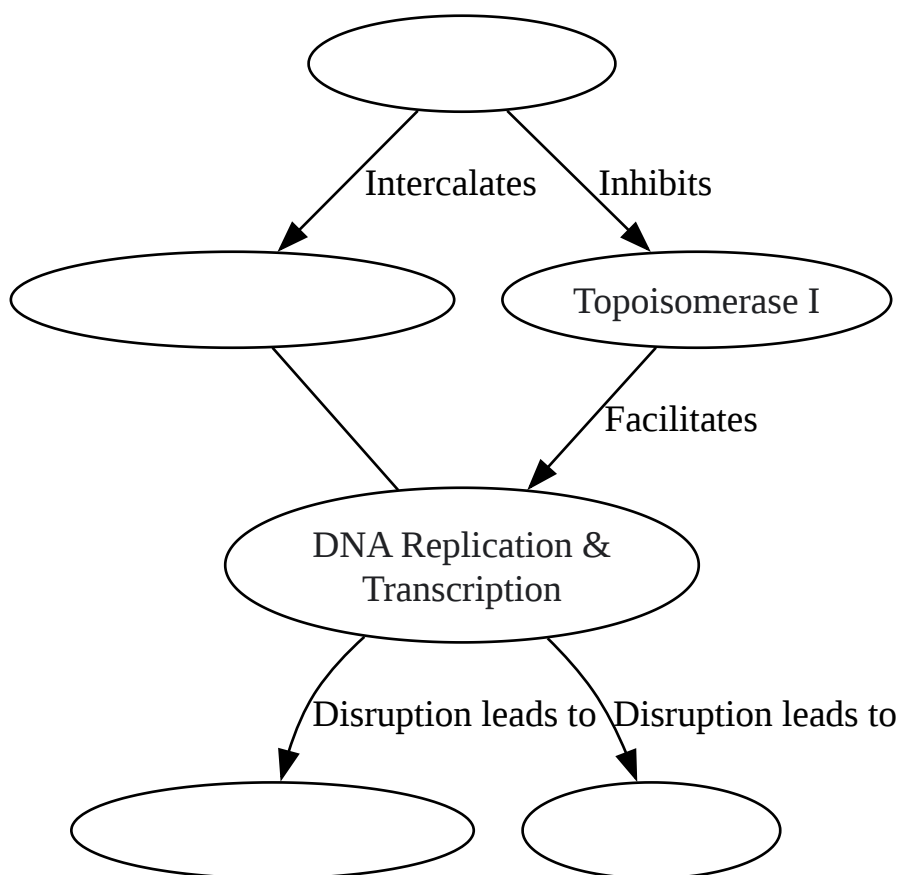 Intercalates
Inhibits
Topoisomerase I
Facilitates
DNA Replication &
Transcription
Disruption leads to
Disruption leads to